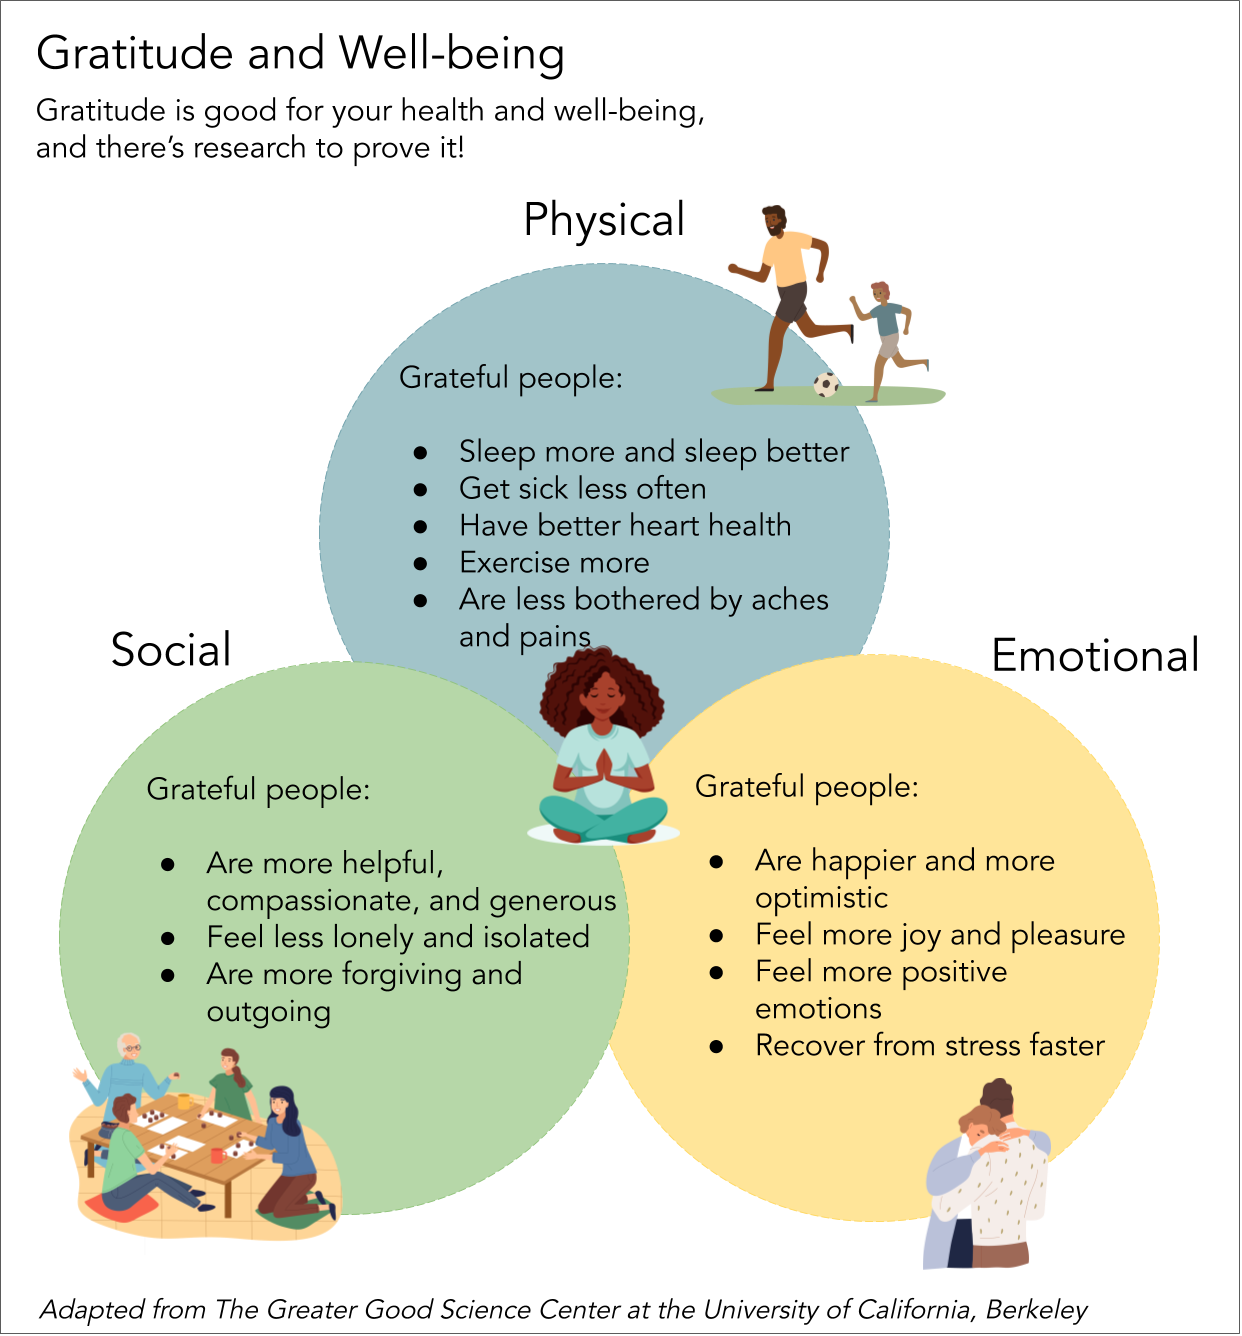 Gratitude and Well-being
Gratitude is good for your health and well-being,
and there's research to prove it!
Physical
Grateful people:
● Sleep more and sleep better
● Get sick less often
● Have better heart health
● Exercise more
● Are less bothered by aches
and pains
Social
Grateful people:
● Are more helpful,
compassionate, and generous
● Feel less lonely and isolated
● Are more forgiving and
outgoing
Emotional
Grateful people:
● Are happier and more
optimistic
● Feel more joy and pleasure
● Feel more positive
emotions
● Recover from stress faster
Adapted from The Greater Good Science Center at the University of California, Berkeley